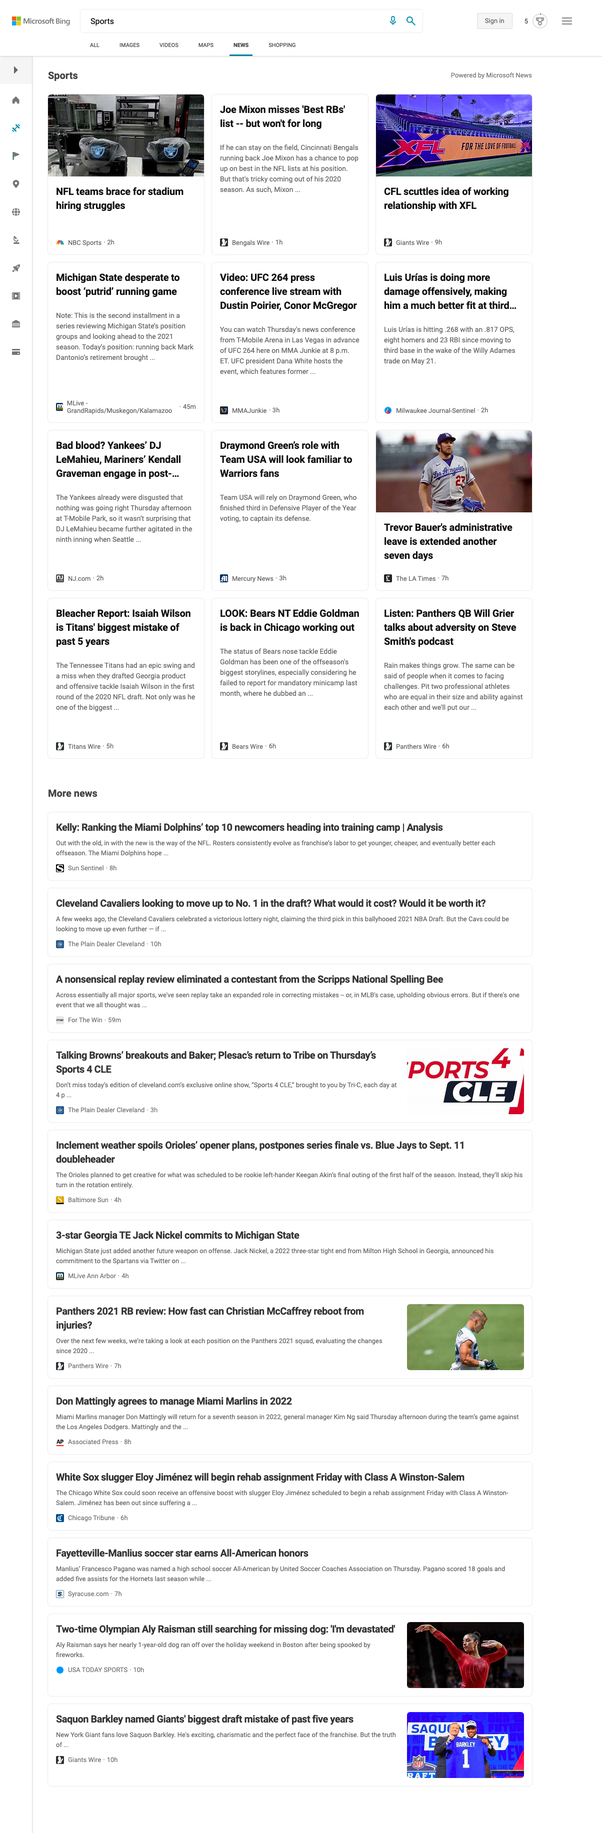 Microsoft Bing
Sports
Sign in
5
ALL IMAGES VIDEOS MAPS NEWS SHOPPING
Sports
Powered by Microsoft News
NFL teams brace for stadium
hiring struggles
NBC Sports · 2h
Joe Mixon misses 'Best RBs'
list -- but won't for long
If he can stay on the field, Cincinnati Bengals
running back Joe Mixon has a chance to pop
up on best in the NFL lists at his position.
But that's tricky coming out of his 2020
season. As such, Mixon ...
Bengals Wire · 1h
XFL FOR THE LOVE OF FOOTBALL
CFL scuttles idea of working
relationship with XFL
Giants Wire · 9h
Michigan State desperate to
boost 'putrid' running game
Note: This is the second installment in a
series reviewing Michigan State's position
groups and looking ahead to the 2021
season. Today's position: running back Mark
Dantonio's retirement brought ...
MLive -
GrandRapids/Muskegon/Kalamazoo · 45m
Video: UFC 264 press
conference live stream with
Dustin Poirier, Conor McGregor
You can watch Thursday's news conference
from T-Mobile Arena in Las Vegas in advance
of UFC 264 here on MMA Junkie at 8 p.m.
ET. UFC president Dana White hosts the
event, which features former ...
MMAJunkie · 3h
Luis Urías is doing more
damage offensively, making
him a much better fit at third...
Luis Urías is hitting .268 with an .817 OPS,
eight homers and 23 RBI since moving to
third base in the wake of the Willy Adames
trade on May 21.
Milwaukee Journal-Sentinel · 2h
Bad blood? Yankees' DJ
LeMahieu, Mariners' Kendall
Graveman engage in post-...
The Yankees already were disgusted that
nothing was going right Thursday afternoon
at T-Mobile Park, so it wasn't surprising that
DJ LeMahieu became further agitated in the
ninth inning when Seattle ...
NJ.com · 2h
Draymond Green's role with
Team USA will look familiar to
Warriors fans
Team USA will rely on Draymond Green, who
finished third in Defensive Player of the Year
voting, to captain its defense.
Mercury News · 3h
Trevor Bauer's administrative
leave is extended another
seven days
The LA Times · 7h
Bleacher Report: Isaiah Wilson
is Titans' biggest mistake of
past 5 years
The Tennessee Titans had an epic swing and
a miss when they drafted Georgia product
and offensive tackle Isaiah Wilson in the first
round of the 2020 NFL draft. Not only was he
one of the biggest ...
Titans Wire · 5h
LOOK: Bears NT Eddie Goldman
is back in Chicago working out
The status of Bears nose tackle Eddie
Goldman has been one of the offseason's
biggest storylines, especially considering he
failed to report for mandatory minicamp last
month, where he dubbed an ...
Bears Wire · 6h
Listen: Panthers QB Will Grier
talks about adversity on Steve
Smith's podcast
Rain makes things grow. The same can be
said of people when it comes to facing
challenges. Pit two professional athletes
who are equal in their size and ability against
each other and we'll put our ...
Panthers Wire · 6h
More news
Kelly: Ranking the Miami Dolphins' top 10 newcomers heading into training camp | Analysis
Out with the old, in with the new is the way of the NFL. Rosters consistently evolve as franchise's labor to get younger, cheaper, and eventually better each
offseason. The Miami Dolphins hope ...
Sun Sentinel · 8h
Cleveland Cavaliers looking to move up to No. 1 in the draft? What would it cost? Would it be worth it?
A few weeks ago, the Cleveland Cavaliers celebrated a victorious lottery night, claiming the third pick in this ballyhooed 2021 NBA Draft. But the Cavs could be
looking to move up even further — if ...
The Plain Dealer Cleveland · 10h
A nonsensical replay review eliminated a contestant from the Scripps National Spelling Bee
Across essentially all major sports, we've seen replay take an expanded role in correcting mistakes – or, in MLB's case, upholding obvious errors. But if there's one
event that we all thought was ...
For The Win · 59m
Talking Browns' breakouts and Baker; Plesac's return to Tribe on Thursday's
Sports 4 CLE
Don't miss today's edition of cleveland.com's exclusive online show, "Sports 4 CLE," brought to you by Tri-C, each day at
4 p ...
The Plain Dealer Cleveland · 3h
PORTS 4
CLE
Inclement weather spoils Orioles' opener plans, postpones series finale vs. Blue Jays to Sept. 11
doubleheader
The Orioles planned to get creative for what was scheduled to be rookie left-hander Keegan Akin's final outing of the first half of the season. Instead, they'll skip his
turn in the rotation entirely.
Baltimore Sun · 4h
3-star Georgia TE Jack Nickel commits to Michigan State
Michigan State just added another future weapon on offense. Jack Nickel, a 2022 three-star tight end from Milton High School in Georgia, announced his
commitment to the Spartans via Twitter on ...
MLive Ann Arbor · 4h
Panthers 2021 RB review: How fast can Christian McCaffrey reboot from
injuries?
Over the next few weeks, we're taking a look at each position on the Panthers 2021 squad, evaluating the changes
since 2020 ...
Panthers Wire · 7h
Don Mattingly agrees to manage Miami Marlins in 2022
Miami Marlins manager Don Mattingly will return for a seventh season in 2022, general manager Kim Ng said Thursday afternoon during the team's game against
the Los Angeles Dodgers. Mattingly and the ...
AP Associated Press · 8h
White Sox slugger Eloy Jiménez will begin rehab assignment Friday with Class A Winston-Salem
The Chicago White Sox could soon receive an offensive boost with slugger Eloy Jiménez scheduled to begin a rehab assignment Friday with Class A Winston-
Salem. Jiménez has been out since suffering a ...
Chicago Tribune · 6h
Fayetteville-Manlius soccer star earns All-American honors
Manlius' Francesco Pagano was named a high school soccer All-American by United Soccer Coaches Association on Thursday. Pagano scored 18 goals and
added five assists for the Hornets last season while ...
Syracuse.com · 7h
Two-time Olympian Aly Raisman still searching for missing dog: 'I'm devastated'
Aly Raisman says her nearly 1-year-old dog ran off over the holiday weekend in Boston after being spooked by
fireworks.
USA TODAY SPORTS · 10h
Saquon Barkley named Giants' biggest draft mistake of past five years
New York Giant fans love Saquon Barkley. He's exciting, charismatic and the perfect face of the franchise. But the truth
of ...
Giants Wire · 10h
SAQUON
BARKLEY
1
NFL
DRAFT